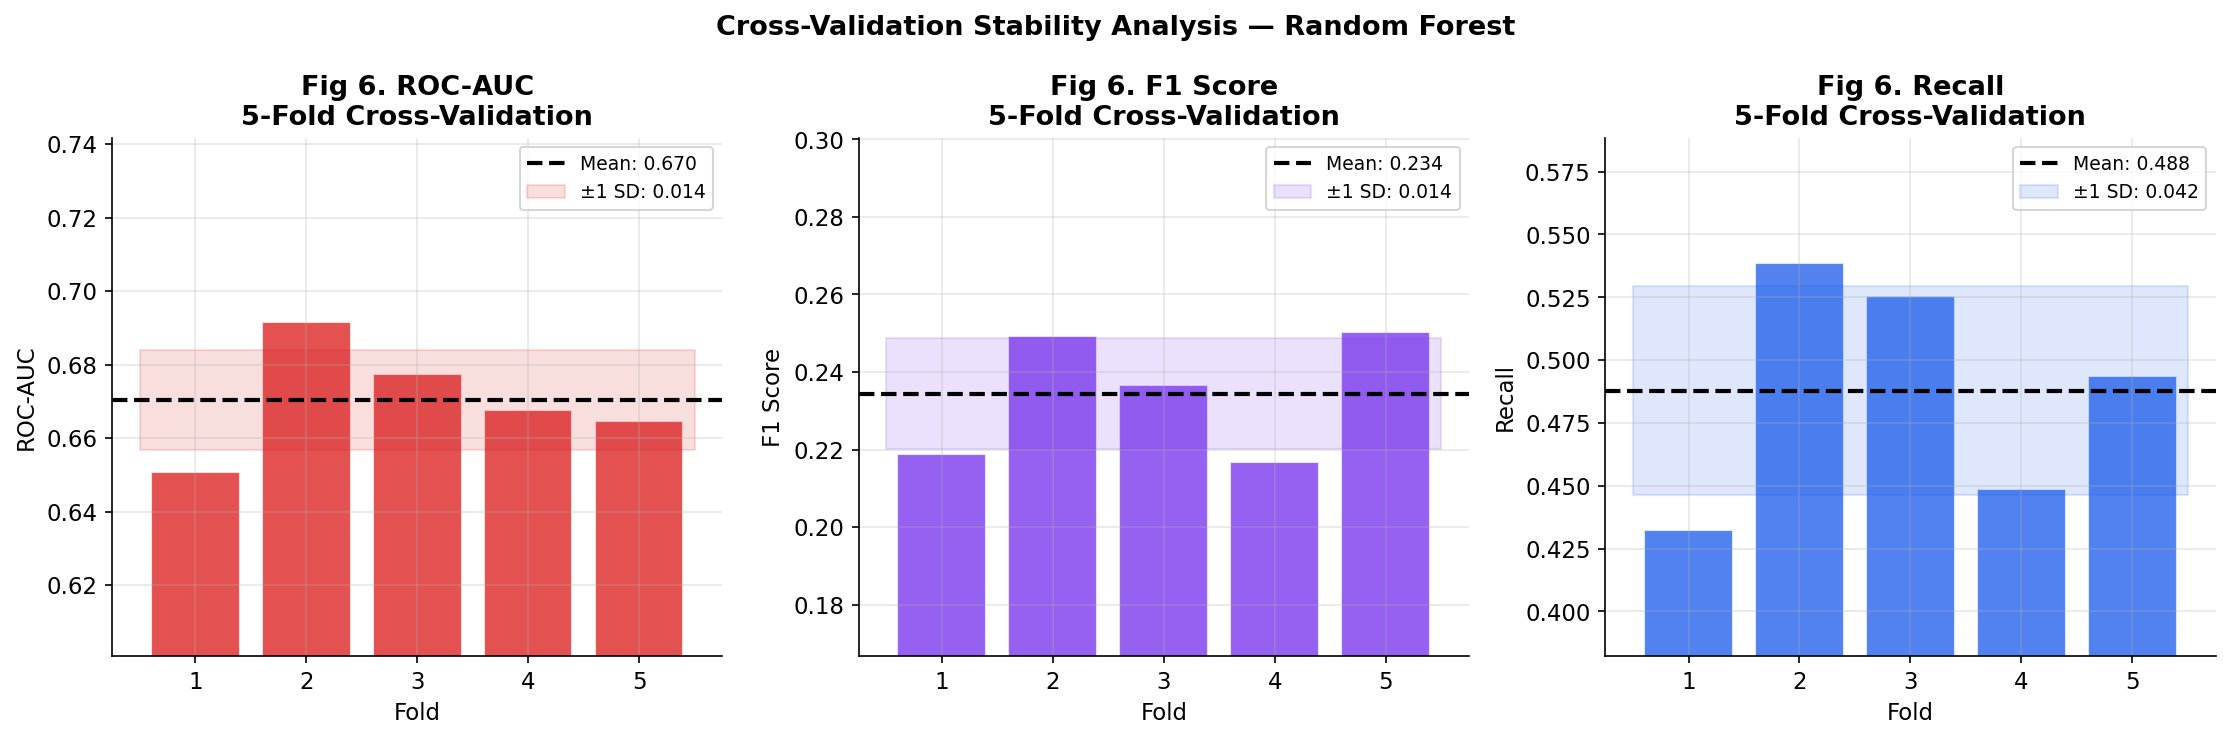 Cross-Validation Stability Analysis — Random Forest
Fig 6. ROC-AUC
5-Fold Cross-Validation
Mean: 0.670
±1 SD: 0.014
0.74
0.72
0.70
0.68
0.66
0.64
0.62
ROC-AUC
1 2 3 4 5
Fold
Fig 6. F1 Score
5-Fold Cross-Validation
Mean: 0.234
±1 SD: 0.014
0.30
0.28
0.26
0.24
0.22
0.20
0.18
F1 Score
1 2 3 4 5
Fold
Fig 6. Recall
5-Fold Cross-Validation
Mean: 0.488
±1 SD: 0.042
0.575
0.550
0.525
0.500
0.475
0.450
0.425
0.400
Recall
1 2 3 4 5
Fold